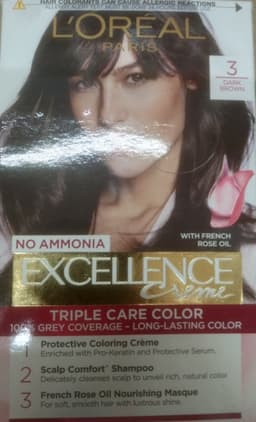 HAIR COLORANTS CAN CAUSE ALLERGIC REACTIONS
L'ORÉAL
PARIS
3
DARK
BROWN
WITH FRENCH
ROSE OIL
NO AMMONIA
EXCELLENCE
Creme
TRIPLE CARE COLOR
100% GREY COVERAGE - LONG-LASTING COLOR
1 Protective Coloring Crème
Enriched with Pro-Keratin and Protective Serum.
2 Scalp Comfort Shampoo
Delicately cleanses scalp to unveil rich, natural color
3 French Rose Oil Nourishing Masque
For soft, smooth hair with lustrous shine.